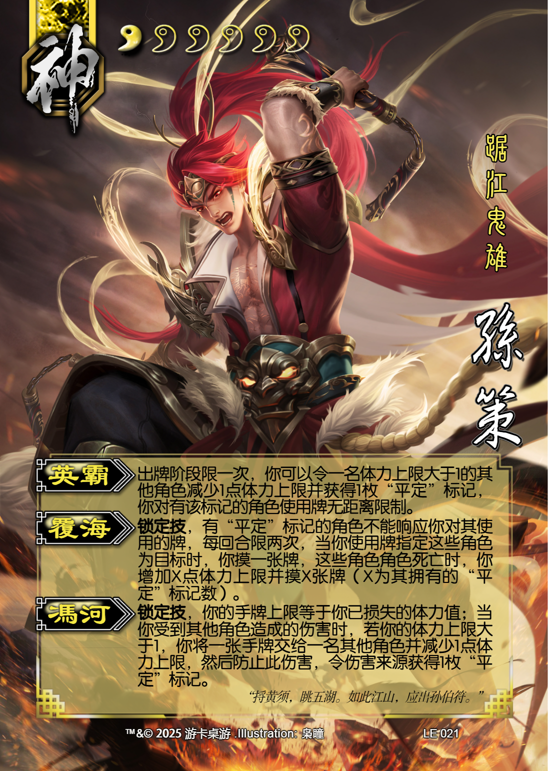 神
踞江鬼雄
孫策
英霸
出牌阶段限一次，你可以令一名体力上限大于1的其
他角色减少1点体力上限并获得1枚“平定”标记，
你对有该标记的角色使用牌无距离限制。
覆海
锁定技，有“平定”标记的角色不能响应你对其使
用的牌，每回合限两次，当你使用牌指定这些角色
为目标时，你摸一张牌，这些角色角色死亡时，你
增加X点体力上限并摸X张牌（X为其拥有的“平
定”标记数）。
馮河
锁定技，你的手牌上限等于你已损失的体力值；当
你受到其他角色造成的伤害时，若你的体力上限大
于1，你将一张手牌交给一名其他角色并减少1点体
力上限，然后防止此伤害，令伤害来源获得1枚“平
定”标记。
“捋黄须，眺五湖。如此江山，应出孙伯符。”
™&© 2025 游卡桌游 .Illustration: 枭瞳
LE·021